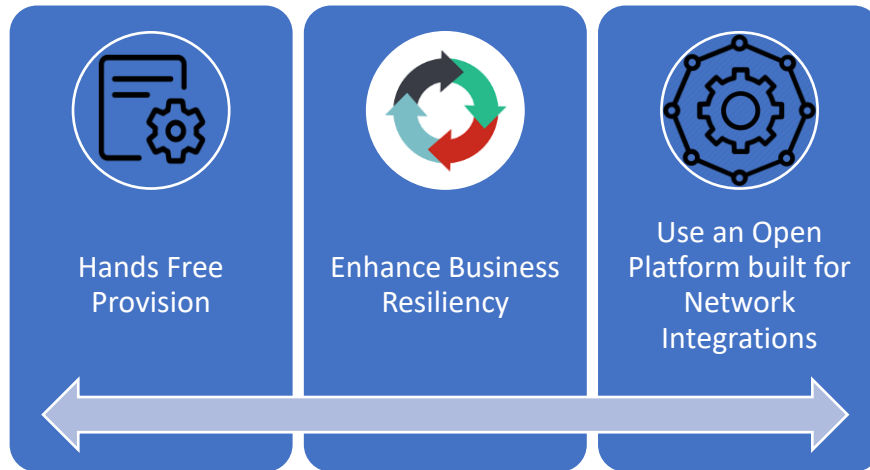 Hands Free
Provision
Enhance Business
Resiliency
Use an Open
Platform built for
Network
Integrations